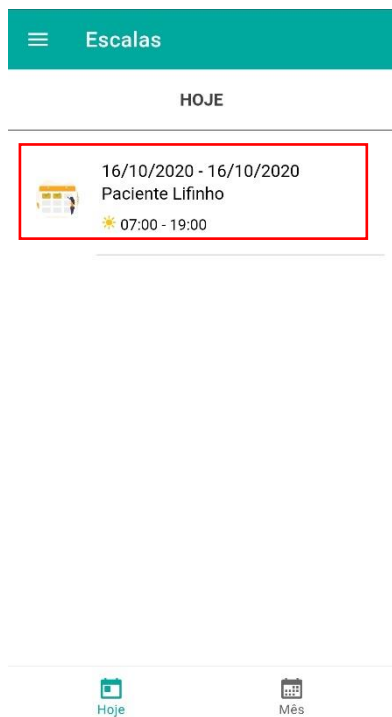 Escalas
HOJE
16/10/2020 - 16/10/2020
Paciente Lifinho
07:00 - 19:00
Hoje
Mês